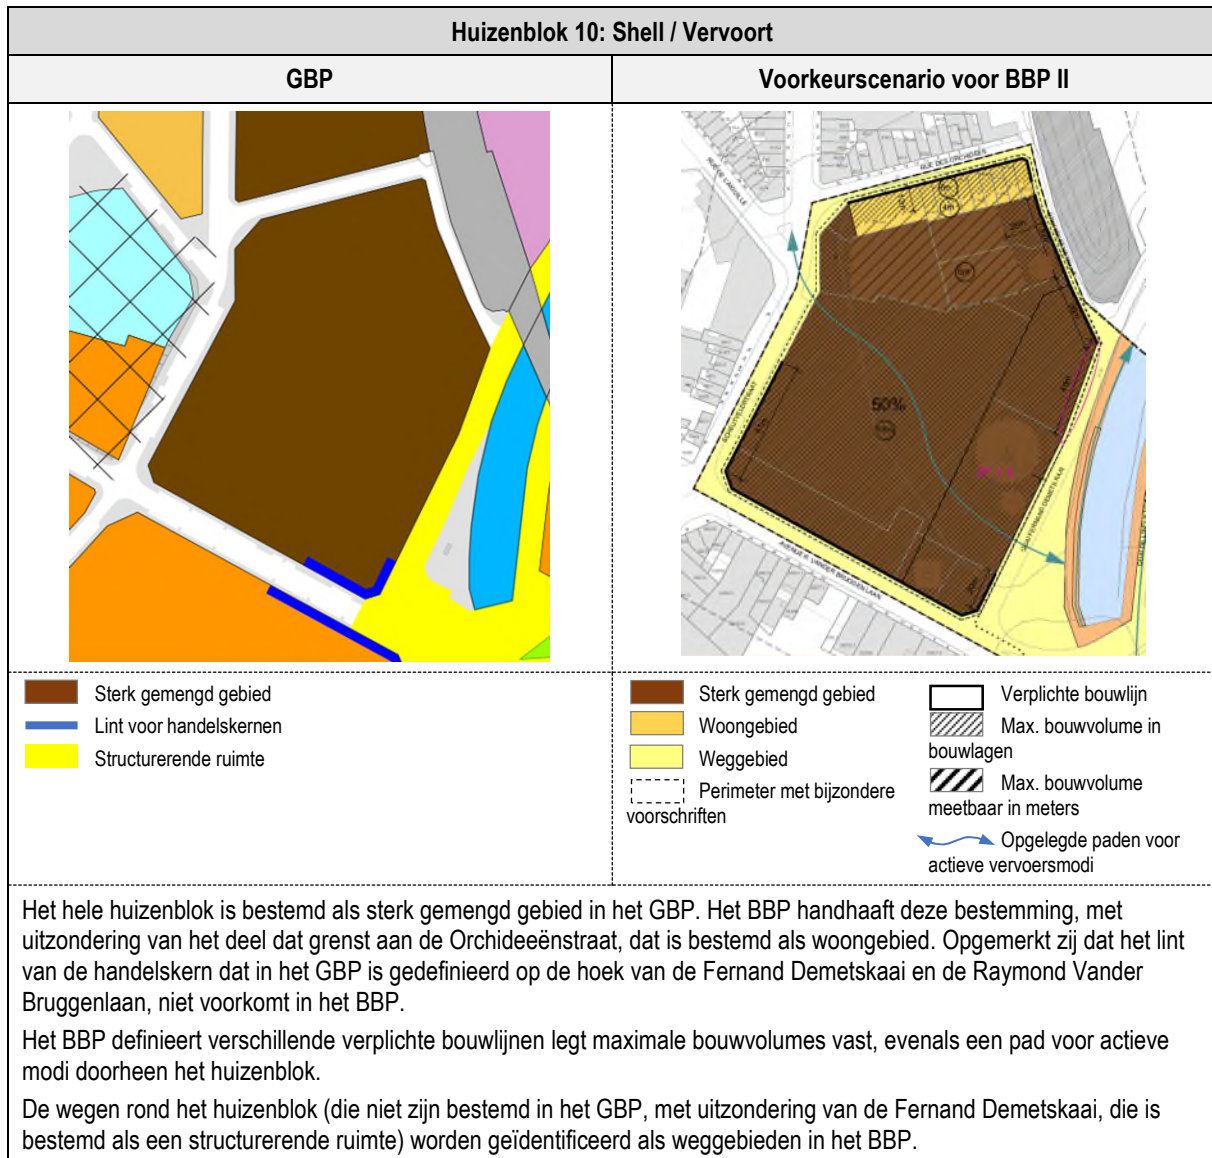 Huizenblok 10: Shell / Vervoort
GBP
Voorkeurscenario voor BBP II
RUE DES ORCHIDEES
50%
AVENUE R. VANDER BRUGGEN LAAN
Sterk gemengd gebied
Lint voor handelskernen
Structurerende ruimte
Sterk gemengd gebied
Woongebied
Weggebied
Perimeter met bijzondere
voorschriften
Verplichte bouwlijn
Max. bouwvolume in
bouwlagen
Max. bouwvolume
meetbaar in meters
Opgelegde paden voor
actieve vervoersmodi
Het hele huizenblok is bestemd als sterk gemengd gebied in het GBP. Het BBP handhaaft deze bestemming, met
uitzondering van het deel dat grenst aan de Orchideeënstraat, dat is bestemd als woongebied. Opgemerkt zij dat het lint
van de handelskern dat in het GBP is gedefinieerd op de hoek van de Fernand Demetskaai en de Raymond Vander
Bruggenlaan, niet voorkomt in het BBP.
Het BBP definieert verschillende verplichte bouwlijnen legt maximale bouwvolumes vast, evenals een pad voor actieve
modi doorheen het huizenblok.
De wegen rond het huizenblok (die niet zijn bestemd in het GBP, met uitzondering van de Fernand Demetskaai, die is
bestemd als een structurerende ruimte) worden geïdentificeerd als weggebieden in het BBP.